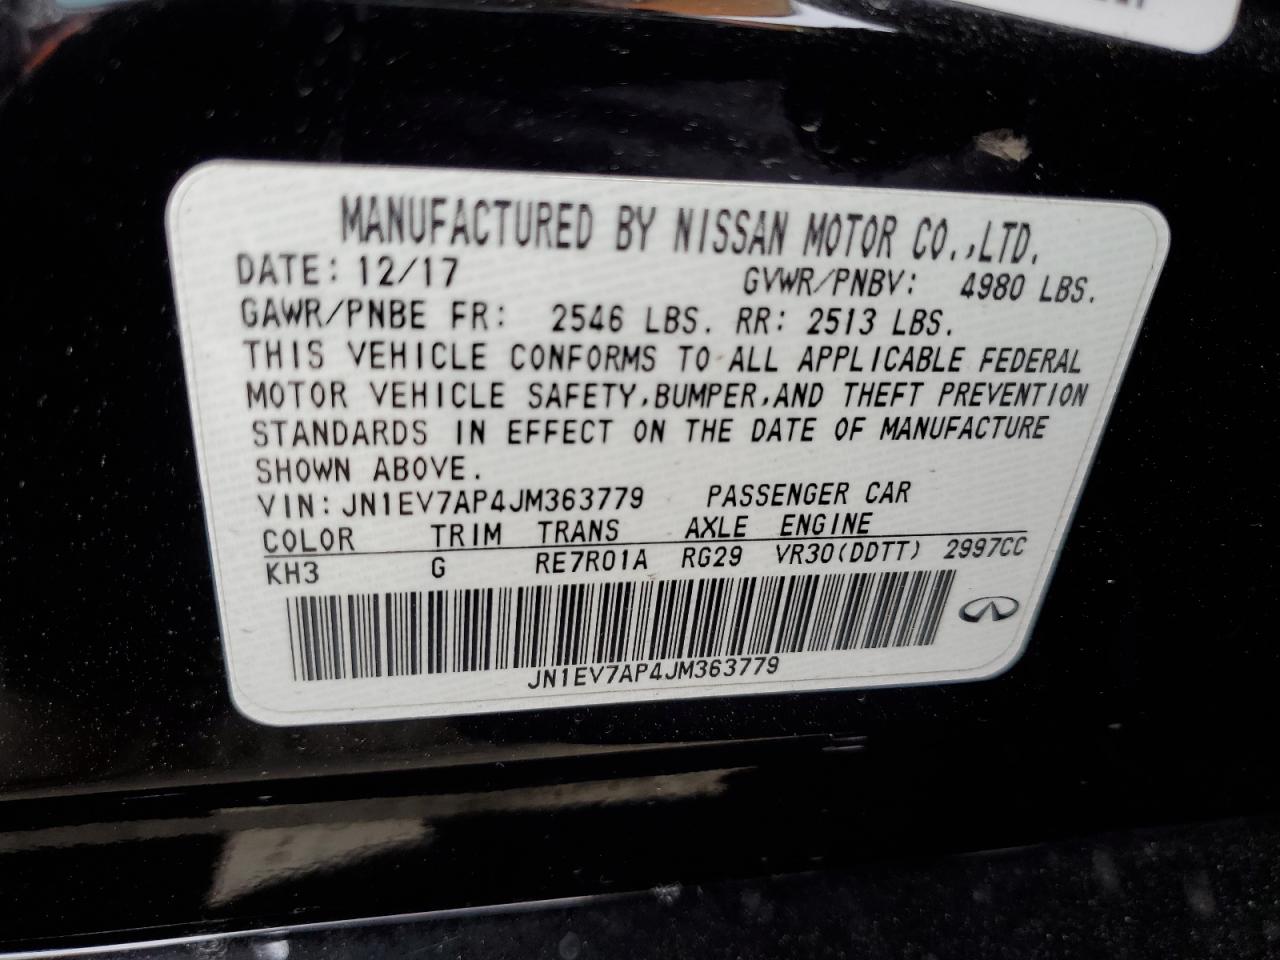 MANUFACTURED BY NISSAN MOTOR CO.,LTD.
DATE: 12/17 GVWR/PNBV: 4980 LBS.
GAWR/PNBE FR: 2546 LBS. RR: 2513 LBS.
THIS VEHICLE CONFORMS TO ALL APPLICABLE FEDERAL
MOTOR VEHICLE SAFETY,BUMPER,AND THEFT PREVENTION
STANDARDS IN EFFECT ON THE DATE OF MANUFACTURE
SHOWN ABOVE.
VIN: JN1EV7AP4JM363779 PASSENGER CAR
COLOR TRIM TRANS AXLE ENGINE
KH3 G RE7R01A RG29 VR30(DDTT) 2997CC
JN1EV7AP4JM363779